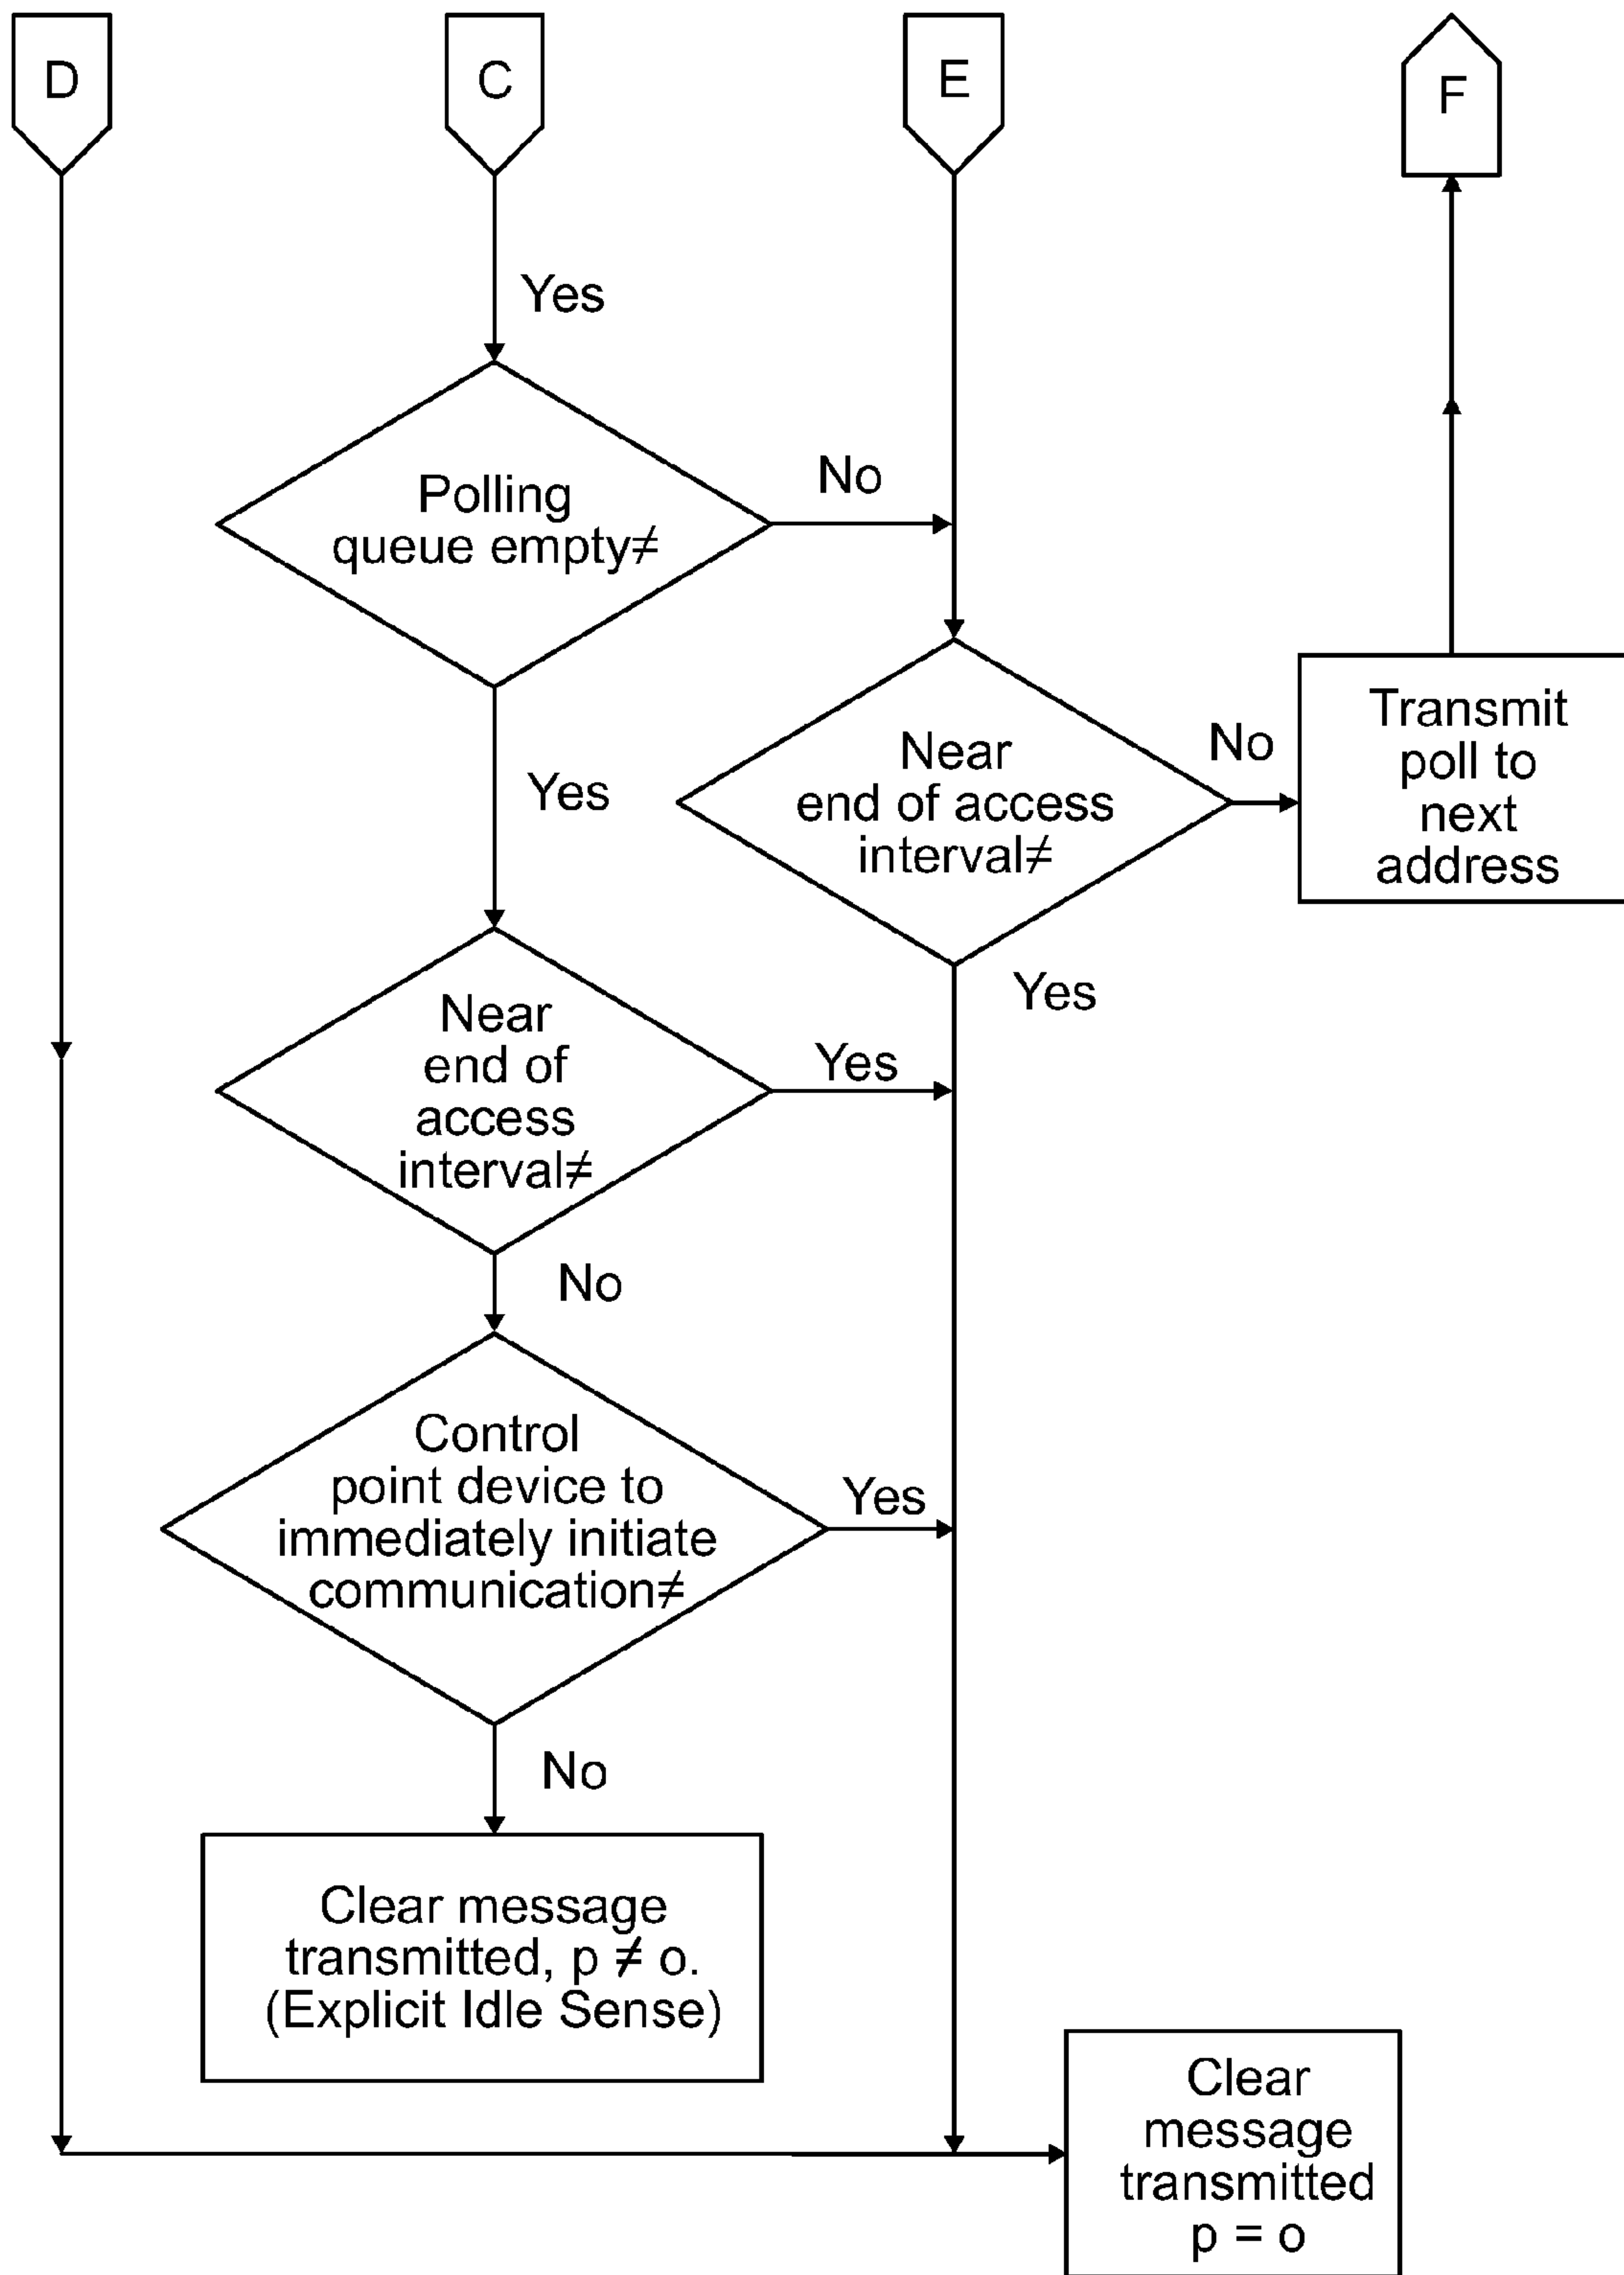 D
C
E
F
Yes
Polling
queue empty≠
No
Yes
Near
end of access
interval≠
No
Transmit
poll to
next
address
Yes
Near
end of
access
interval≠
Yes
No
Control
point device to
immediately initiate
communication≠
Yes
No
Clear message
transmitted, p ≠ o.
(Explicit Idle Sense)
Clear
message
transmitted
p = o